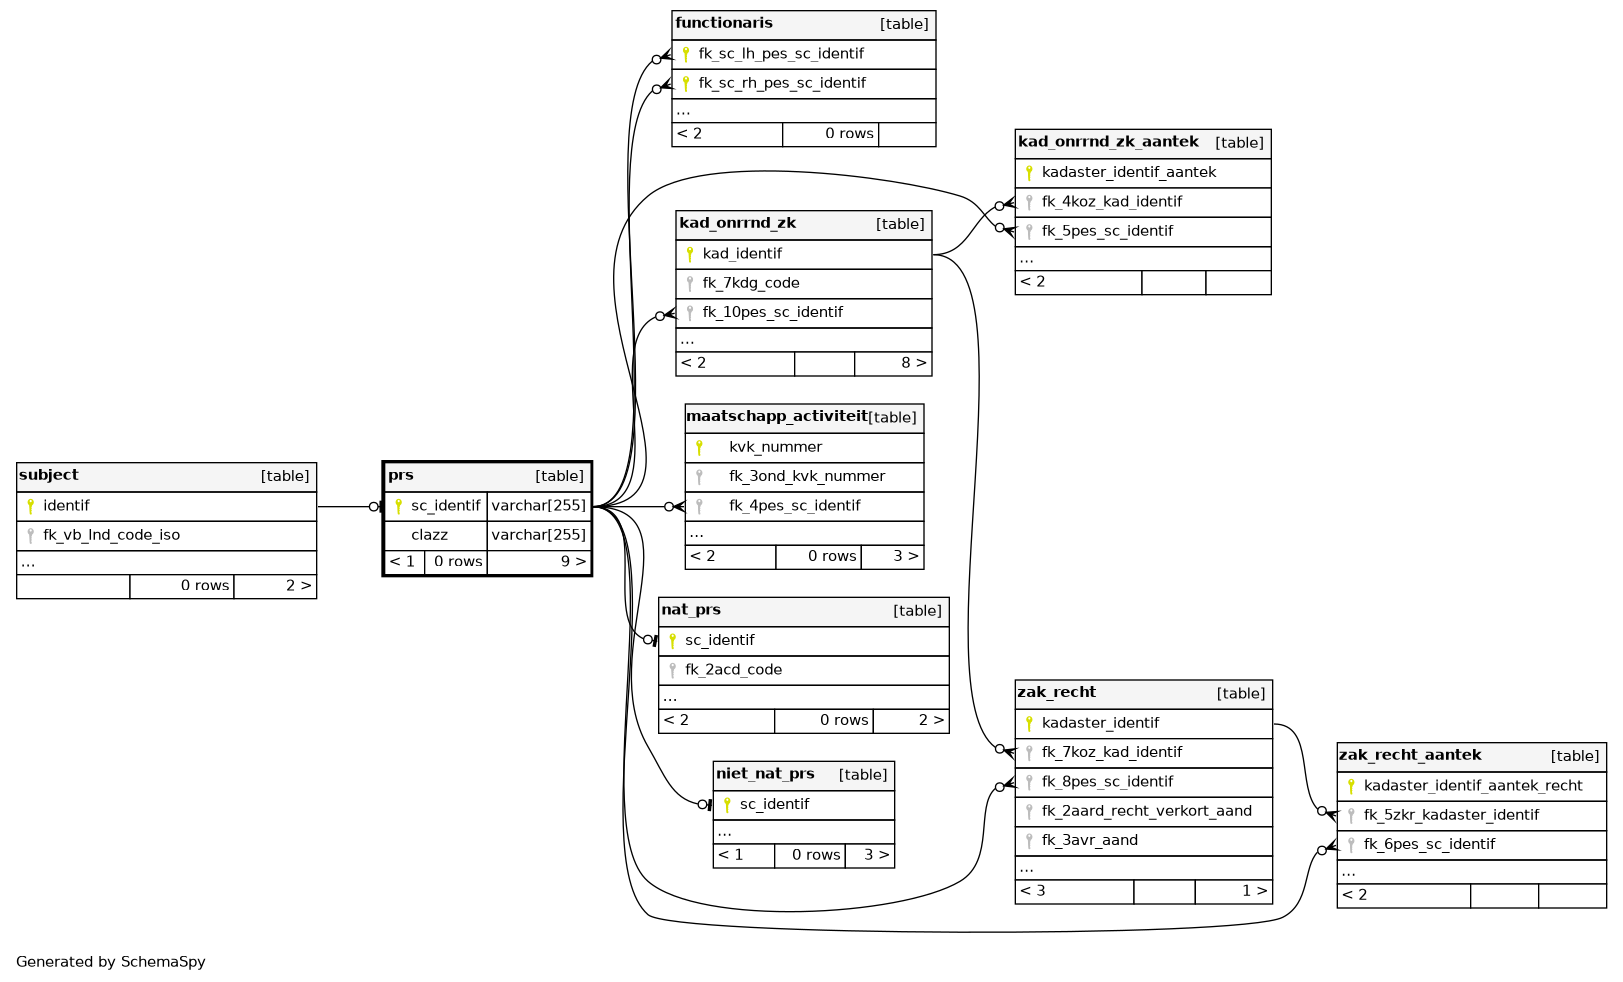 functionaris [table]
fk_sc_lh_pes_sc_identif
fk_sc_rh_pes_sc_identif
...
< 2 0 rows
kad_onrrnd_zk_aantek [table]
kadaster_identif_aantek
fk_4koz_kad_identif
fk_5pes_sc_identif
...
< 2
kad_onrrnd_zk [table]
kad_identif
fk_7kdg_code
fk_10pes_sc_identif
...
< 2 8 >
maatschapp_activiteit [table]
kvk_nummer
fk_3ond_kvk_nummer
fk_4pes_sc_identif
...
< 2 0 rows 3 >
subject [table]
identif
fk_vb_lnd_code_iso
...
0 rows 2 >
prs [table]
sc_identif varchar[255]
clazz varchar[255]
< 1 0 rows 9 >
nat_prs [table]
sc_identif
fk_2acd_code
...
< 2 0 rows 2 >
niet_nat_prs [table]
sc_identif
...
< 1 0 rows 3 >
zak_recht [table]
kadaster_identif
fk_7koz_kad_identif
fk_8pes_sc_identif
fk_2aard_recht_verkort_aand
fk_3avr_aand
...
< 3 1 >
zak_recht_aantek [table]
kadaster_identif_aantek_recht
fk_5zkr_kadaster_identif
fk_6pes_sc_identif
...
< 2
Generated by SchemaSpy